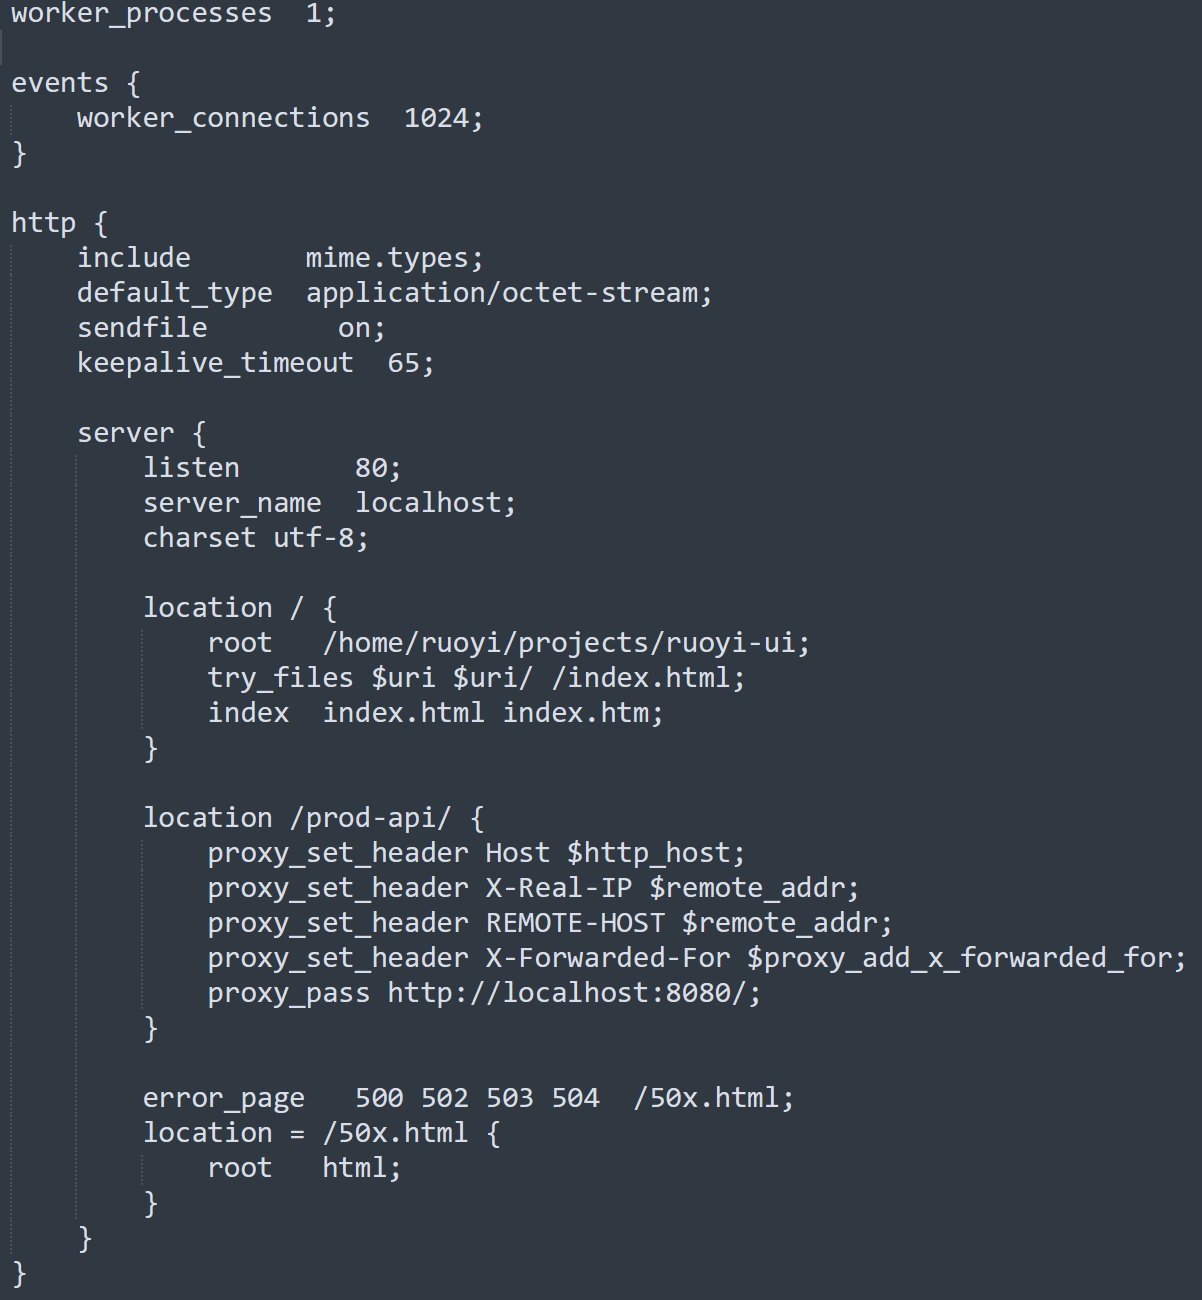 worker_processes  1;

events {
    worker_connections  1024;
}

http {
    include       mime.types;
    default_type  application/octet-stream;
    sendfile        on;
    keepalive_timeout  65;

    server {
        listen       80;
        server_name  localhost;
        charset utf-8;

        location / {
            root   /home/ruoyi/projects/ruoyi-ui;
            try_files $uri $uri/ /index.html;
            index  index.html index.htm;
        }

        location /prod-api/ {
            proxy_set_header Host $http_host;
            proxy_set_header X-Real-IP $remote_addr;
            proxy_set_header REMOTE-HOST $remote_addr;
            proxy_set_header X-Forwarded-For $proxy_add_x_forwarded_for;
            proxy_pass http://localhost:8080/;
        }

        error_page   500 502 503 504  /50x.html;
        location = /50x.html {
            root   html;
        }
    }
}